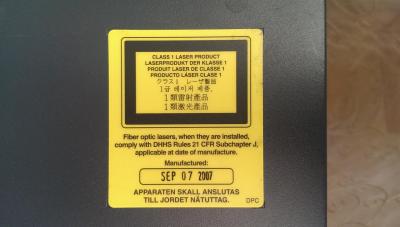 CLASS 1 LASER PRODUCT
LASERPRODUKT DER KLASSE 1
PRODUIT LASER DE CLASSE 1
PRODUCTO LÁSER CLASE 1
クラス1 レーザ製品
1급 레이저 제품.
1類雷射產品
1類激光產品
Fiber optic lasers, when they are installed,
comply with DHHS Rules 21 CFR Subchapter J,
applicable at date of manufacture.
Manufactured:
SEP 07 2007
APPARATEN SKALL ANSLUTAS
TILL JORDET NÄTUTTAG.
DPC